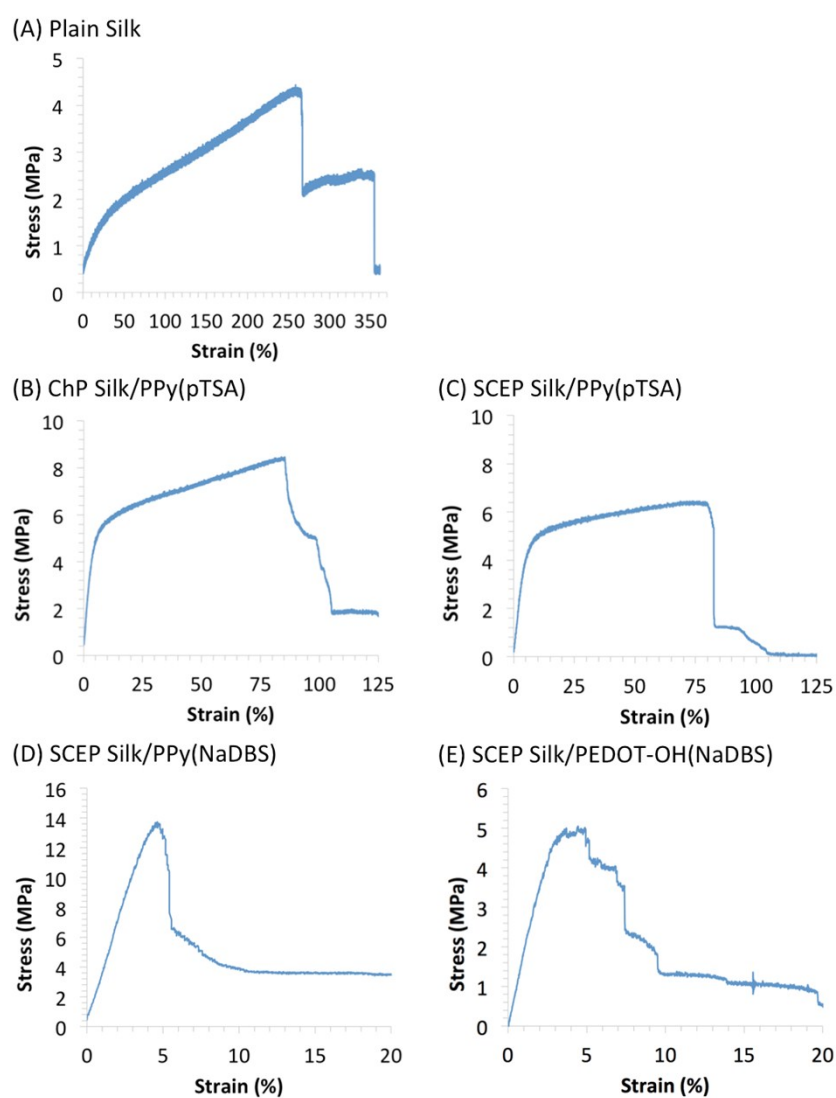 (A) Plain Silk
5
4
3
2
1
0
Stress (MPa)
0 50 100 150 200 250 300 350
Strain (%)
(B) ChP Silk/PPy(pTSA)
10
8
6
4
2
0
Stress (MPa)
0 25 50 75 100 125
Strain (%)
(C) SCEP Silk/PPy(pTSA)
10
8
6
4
2
0
Stress (MPa)
0 25 50 75 100 125
Strain (%)
(D) SCEP Silk/PPy(NaDBS)
16
14
12
10
8
6
4
2
0
Stress (MPa)
0 5 10 15 20
Strain (%)
(E) SCEP Silk/PEDOT-OH(NaDBS)
6
5
4
3
2
1
0
Stress (MPa)
0 5 10 15 20
Strain (%)